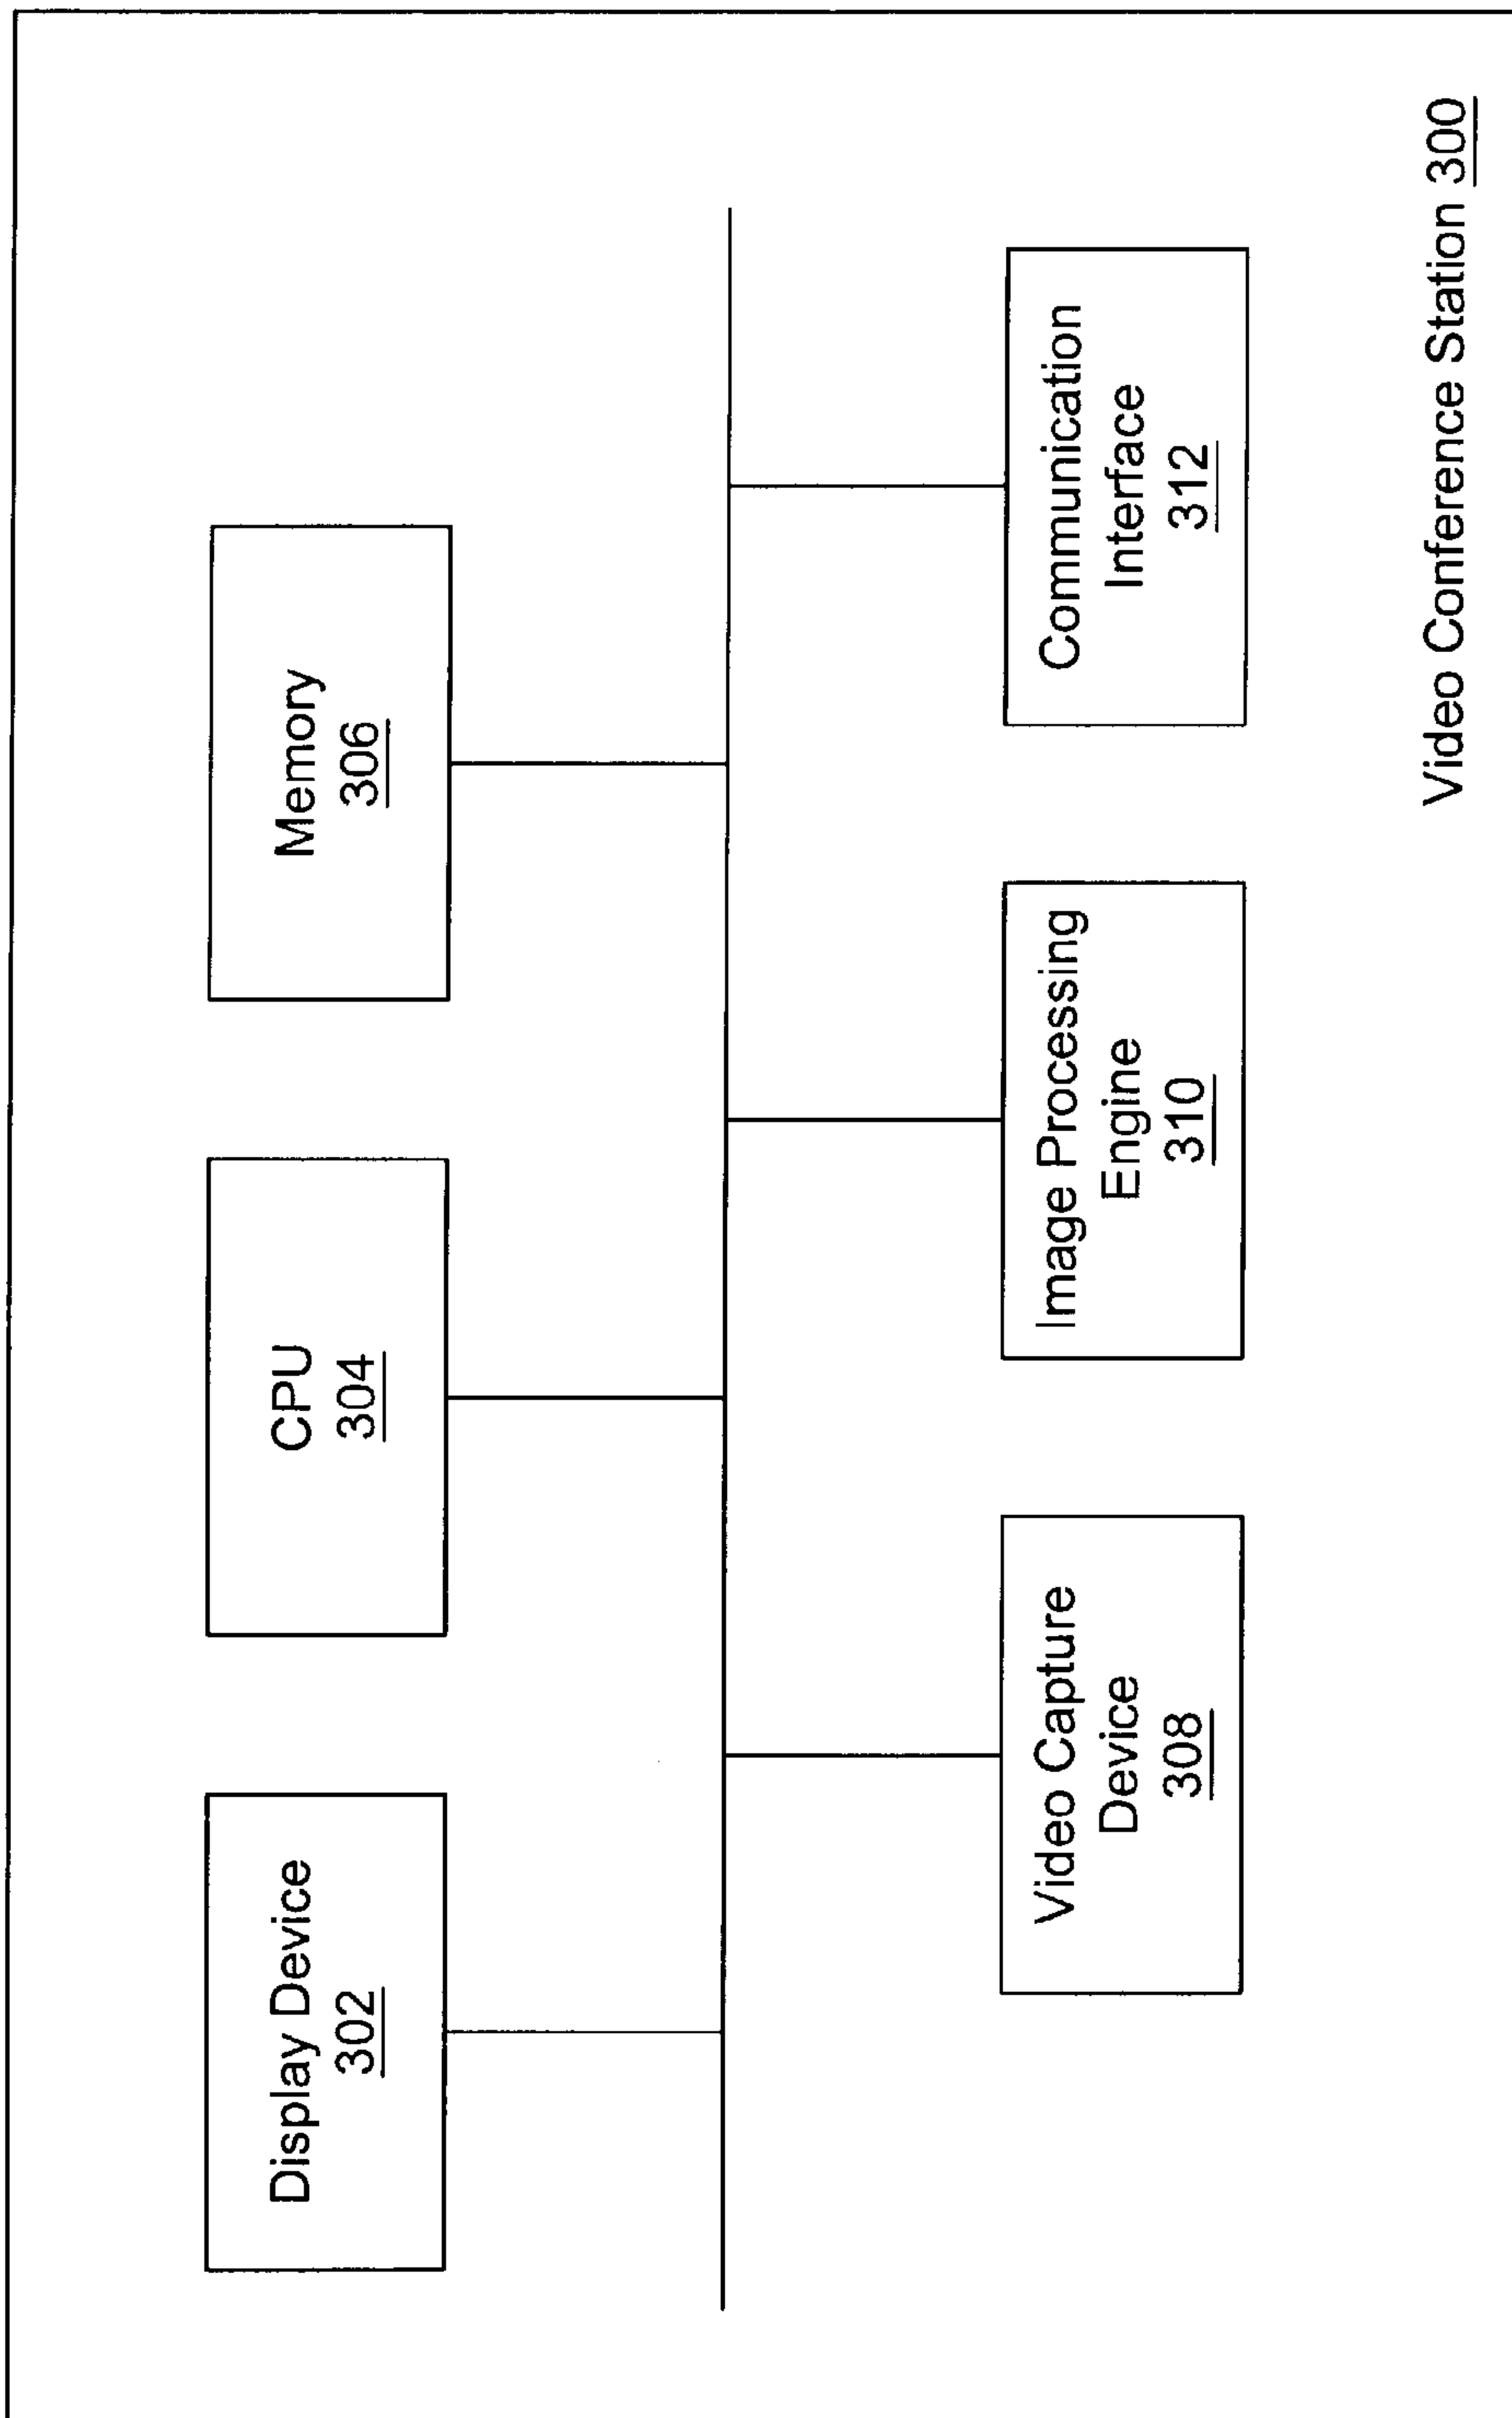 Display Device
302
CPU
304
Memory
306
Video Capture
Device
308
Image Processing
Engine
310
Communication
Interface
312
Video Conference Station 300